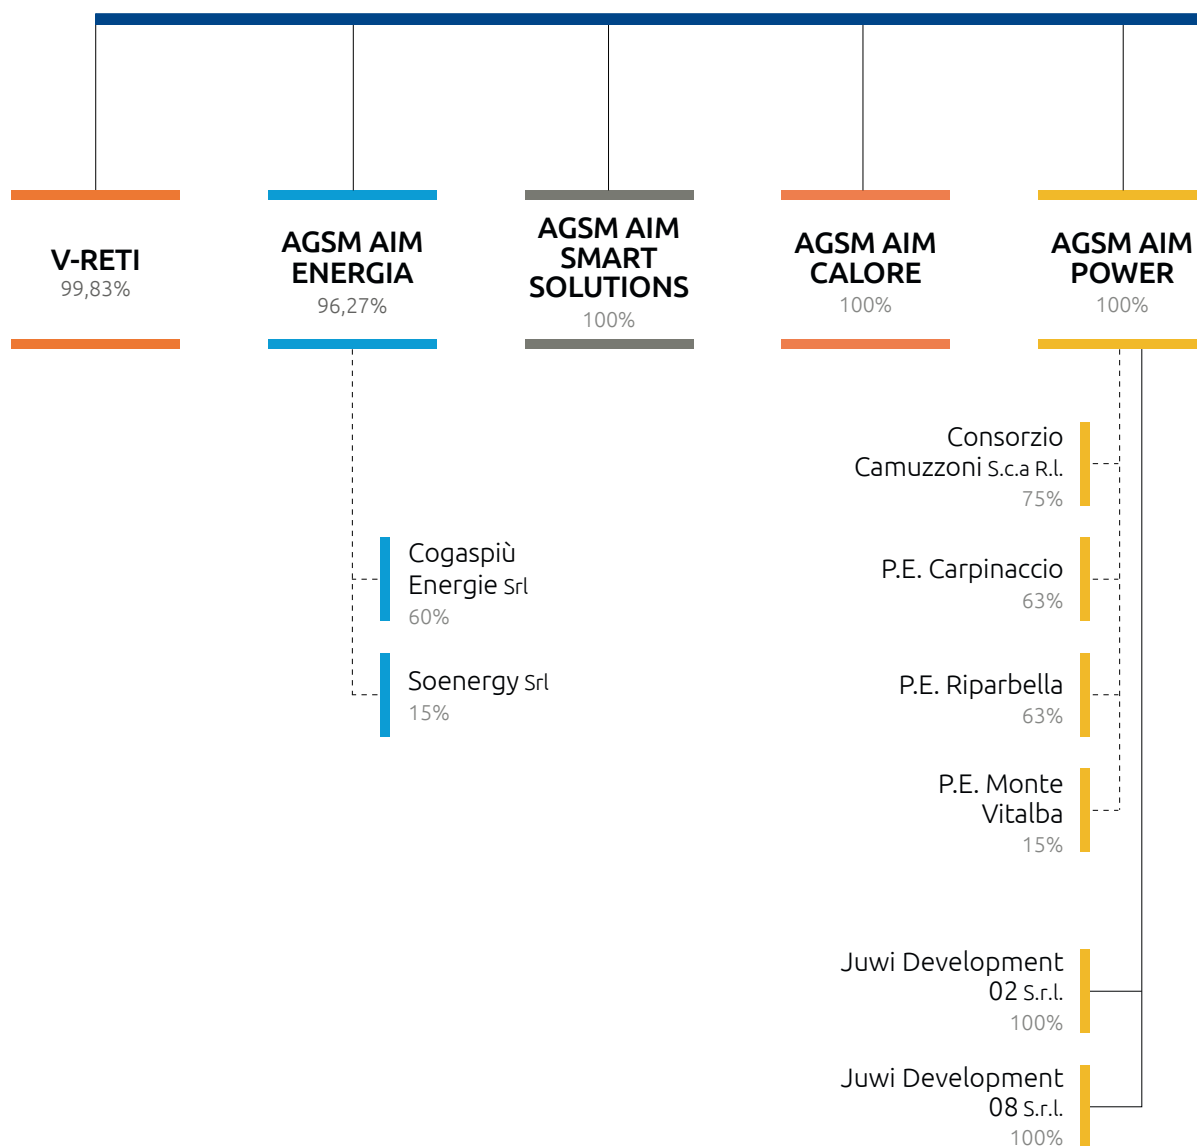 V-RETI
99,83%
AGSM AIM
ENERGIA
96,27%
AGSM AIM
SMART
SOLUTIONS
100%
AGSM AIM
CALORE
100%
AGSM AIM
POWER
100%
Cogaspiù
Energie Srl
60%
Soenergy Srl
15%
Consorzio
Camuzzoni S.c.a R.l.
75%
P.E. Carpinaccio
63%
P.E. Riparbella
63%
P.E. Monte
Vitalba
15%
Juwi Development
02 S.r.l.
100%
Juwi Development
08 S.r.l.
100%